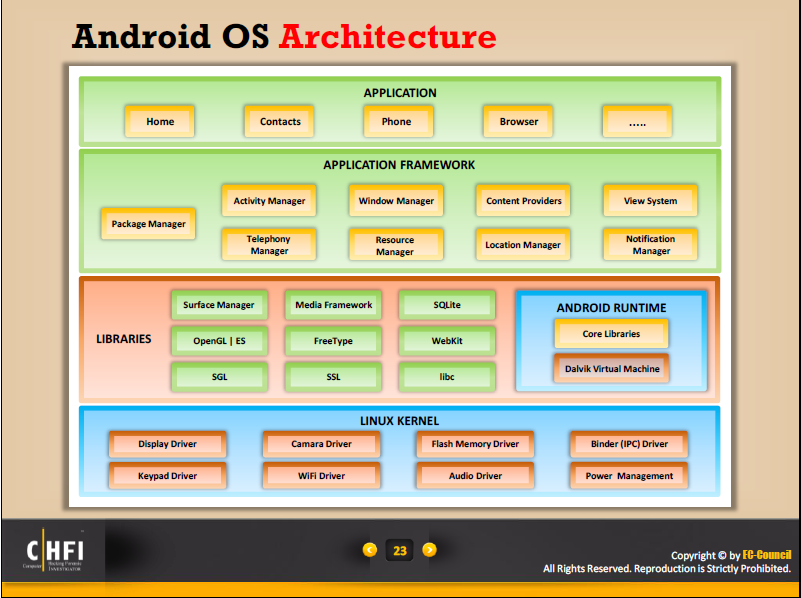 Android OS Architecture
APPLICATION
Home
Contacts
Phone
Browser
.....
APPLICATION FRAMEWORK
Package Manager
Activity Manager
Window Manager
Content Providers
View System
Telephony
Manager
Resource
Manager
Location Manager
Notification
Manager
LIBRARIES
Surface Manager
Media Framework
SQLite
OpenGL | ES
FreeType
WebKit
SGL
SSL
libc
ANDROID RUNTIME
Core Libraries
Dalvik Virtual Machine
LINUX KERNEL
Display Driver
Camara Driver
Flash Memory Driver
Binder (IPC) Driver
Keypad Driver
WiFi Driver
Audio Driver
Power Management
CHFI
Computer Hacking Forensic
INVESTIGATOR
23
Copyright © by EC-Council
All Rights Reserved. Reproduction is Strictly Prohibited.